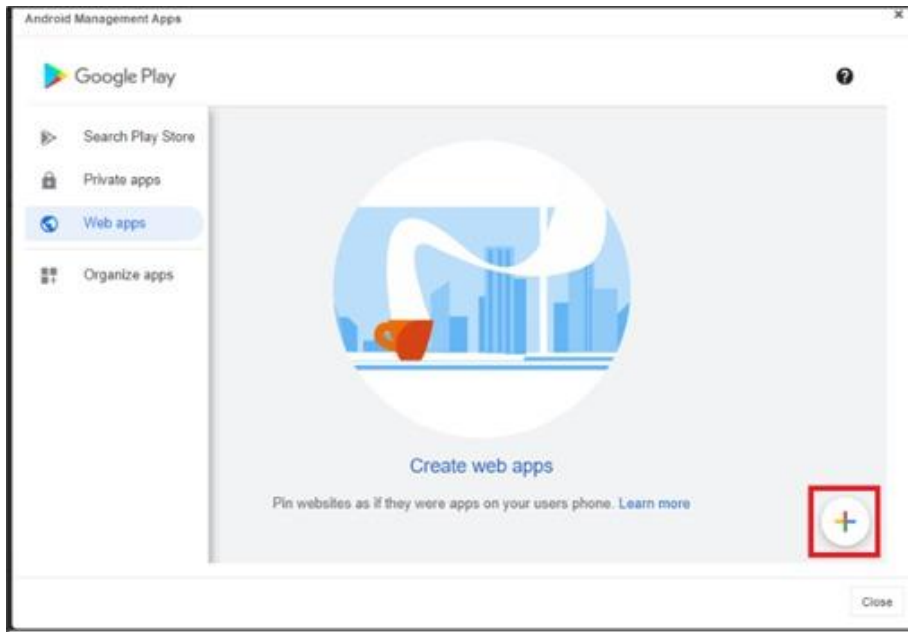 Android Management Apps
Google Play
Search Play Store
Private apps
Web apps
Organize apps
Create web apps
Pin websites as if they were apps on your users phone. Learn more
Close